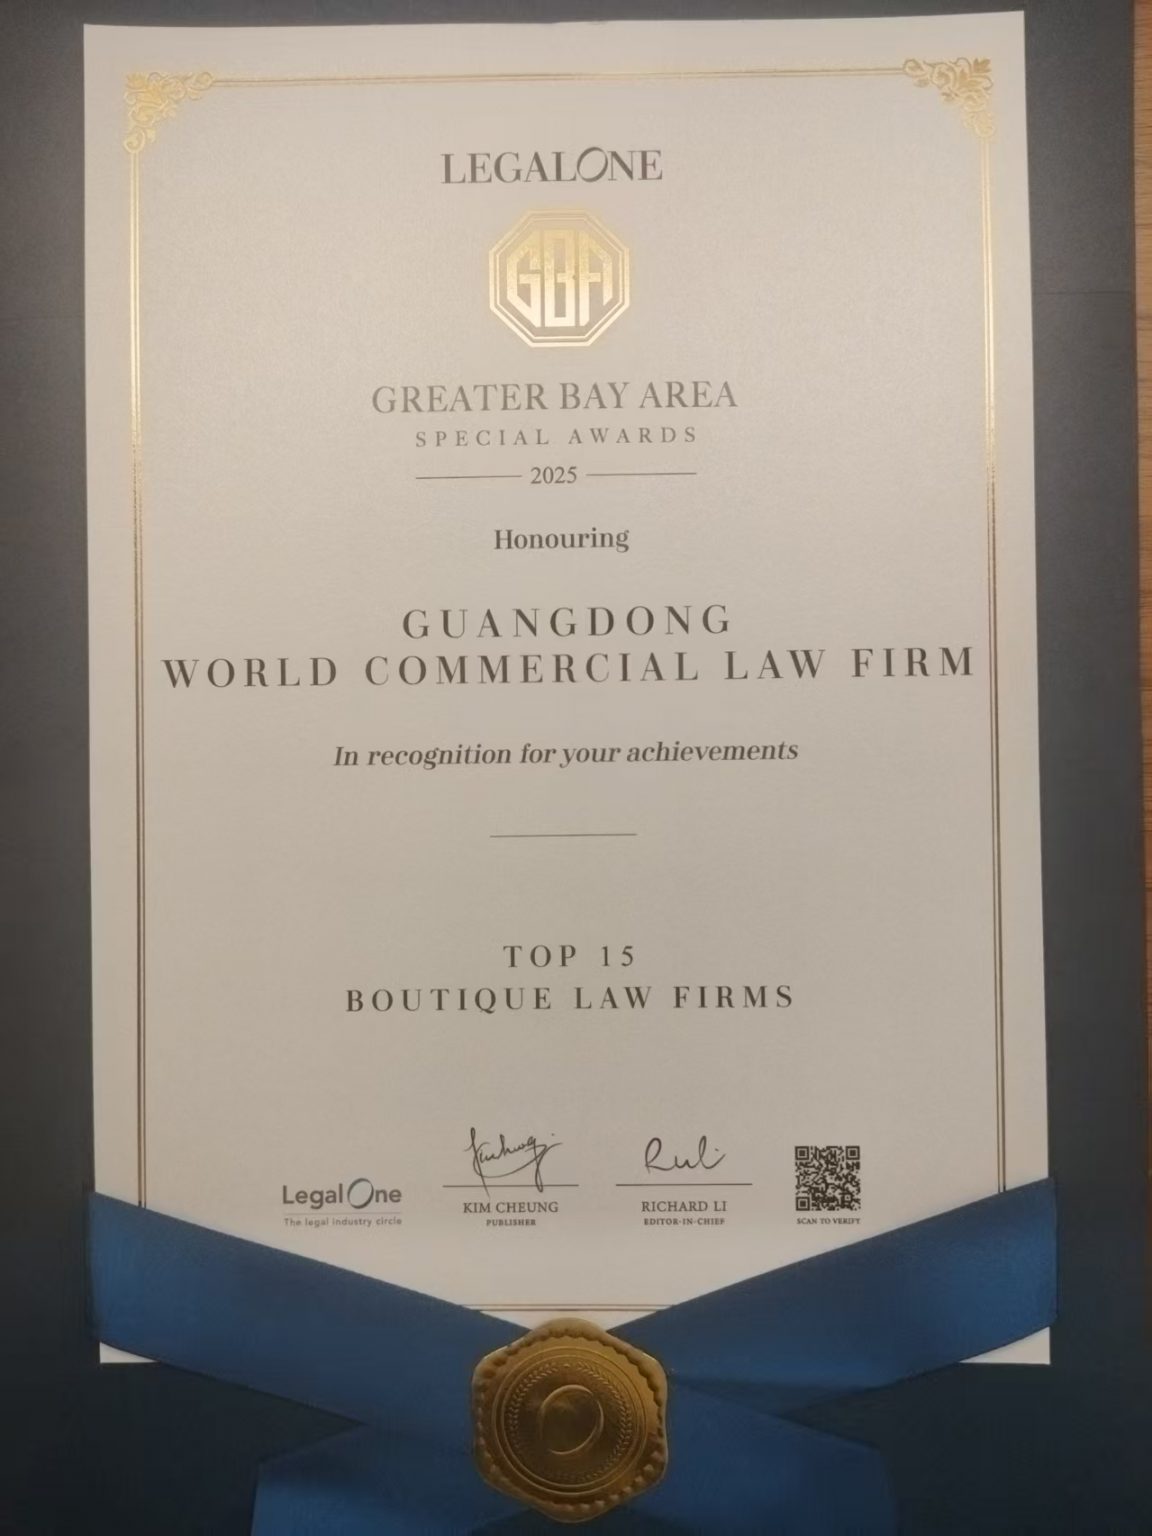 LEGALONE
GBA
GREATER BAY AREA
SPECIAL AWARDS
2025
Honouring
GUANGDONG
WORLD COMMERCIAL LAW FIRM
In recognition for your achievements
TOP 15
BOUTIQUE LAW FIRMS
LegalOne
The legal industry circle
KIM CHEUNG
PUBLISHER
RICHARD LI
EDITOR-IN-CHIEF
SCAN TO VERIFY